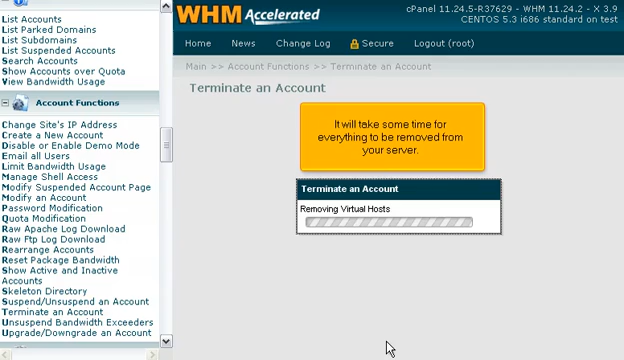 List Accounts
List Parked Domains
List Subdomains
List Suspended Accounts
Search Accounts
Show Accounts over Quota
View Bandwidth Usage
Account Functions
Change Site's IP Address
Create a New Account
Disable or Enable Demo Mode
Email all Users
Limit Bandwidth Usage
Manage Shell Access
Modify Suspended Account Page
Modify an Account
Password Modification
Quota Modification
Raw Apache Log Download
Raw Ftp Log Download
Rearrange Accounts
Reset Package Bandwidth
Show Active and Inactive
Accounts
Skeleton Directory
Suspend/Unsuspend an Account
Terminate an Account
Unsuspend Bandwidth Exceeders
Upgrade/Downgrade an Account
WHM Accelerated
cPanel 11.24.5-R37629 - WHM 11.24.2 - X 3.9
CENTOS 5.3 i686 standard on test
Home News Change Log Secure Logout (root)
Main >> Account Functions >> Terminate an Account
Terminate an Account
It will take some time for
everything to be removed from
your server.
Terminate an Account
Removing Virtual Hosts